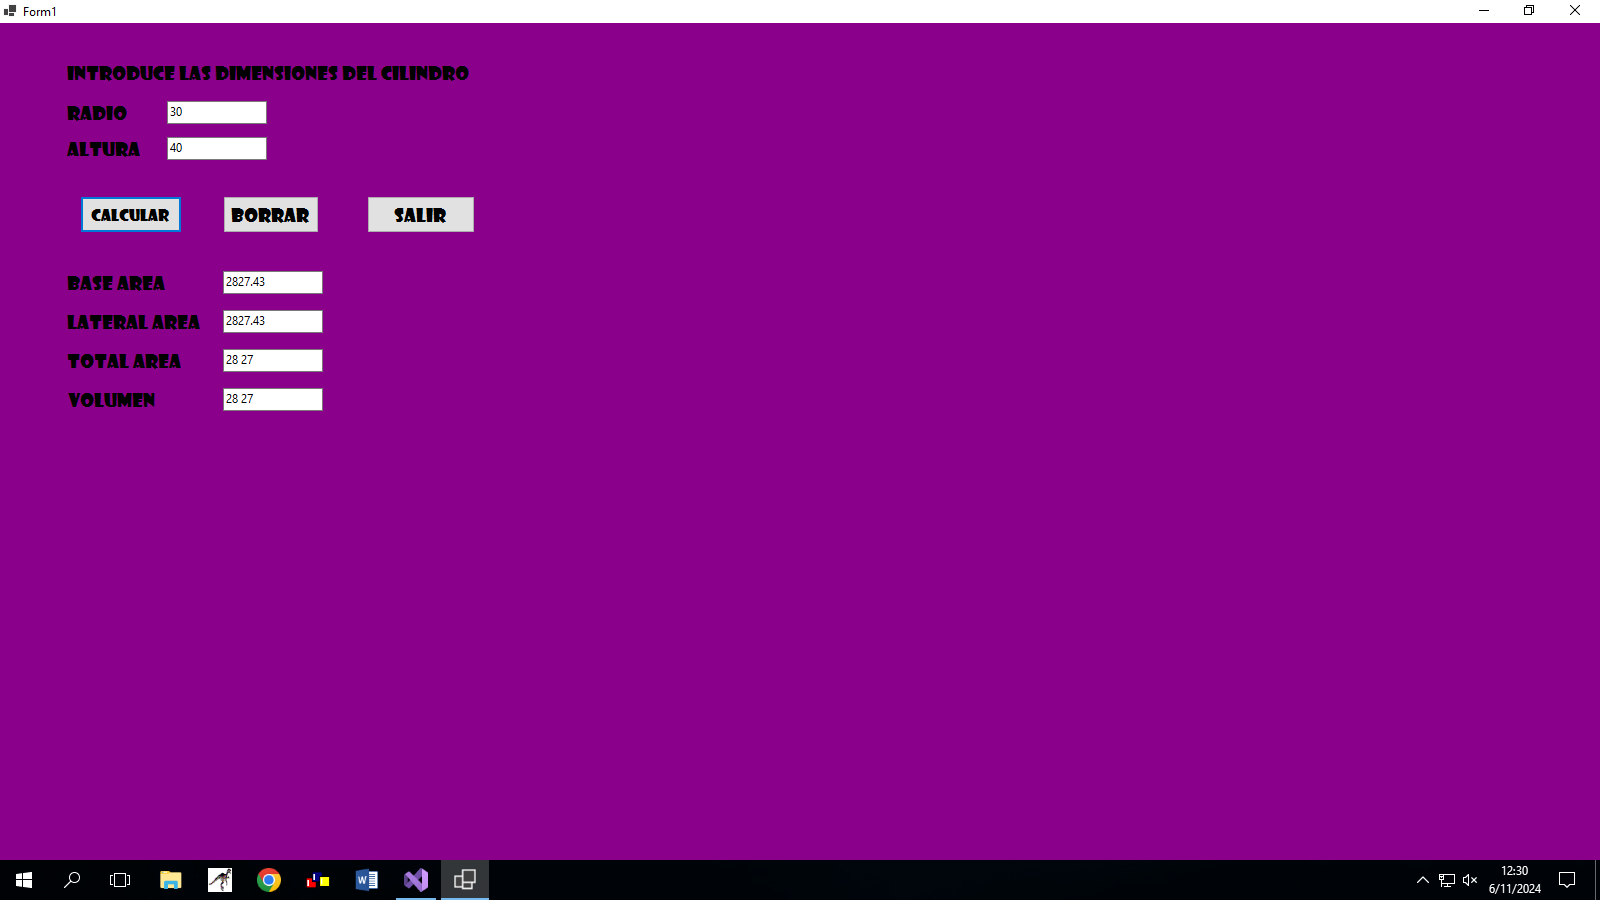 Form1
INTRODUCE LAS DIMENSIONES DEL CILINDRO
RADIO 30
ALTURA 40
CALCULAR BORRAR SALIR
BASE AREA 2827.43
LATERAL AREA 2827.43
TOTAL AREA 28 27
VOLUMEN 28 27
12:30
6/11/2024